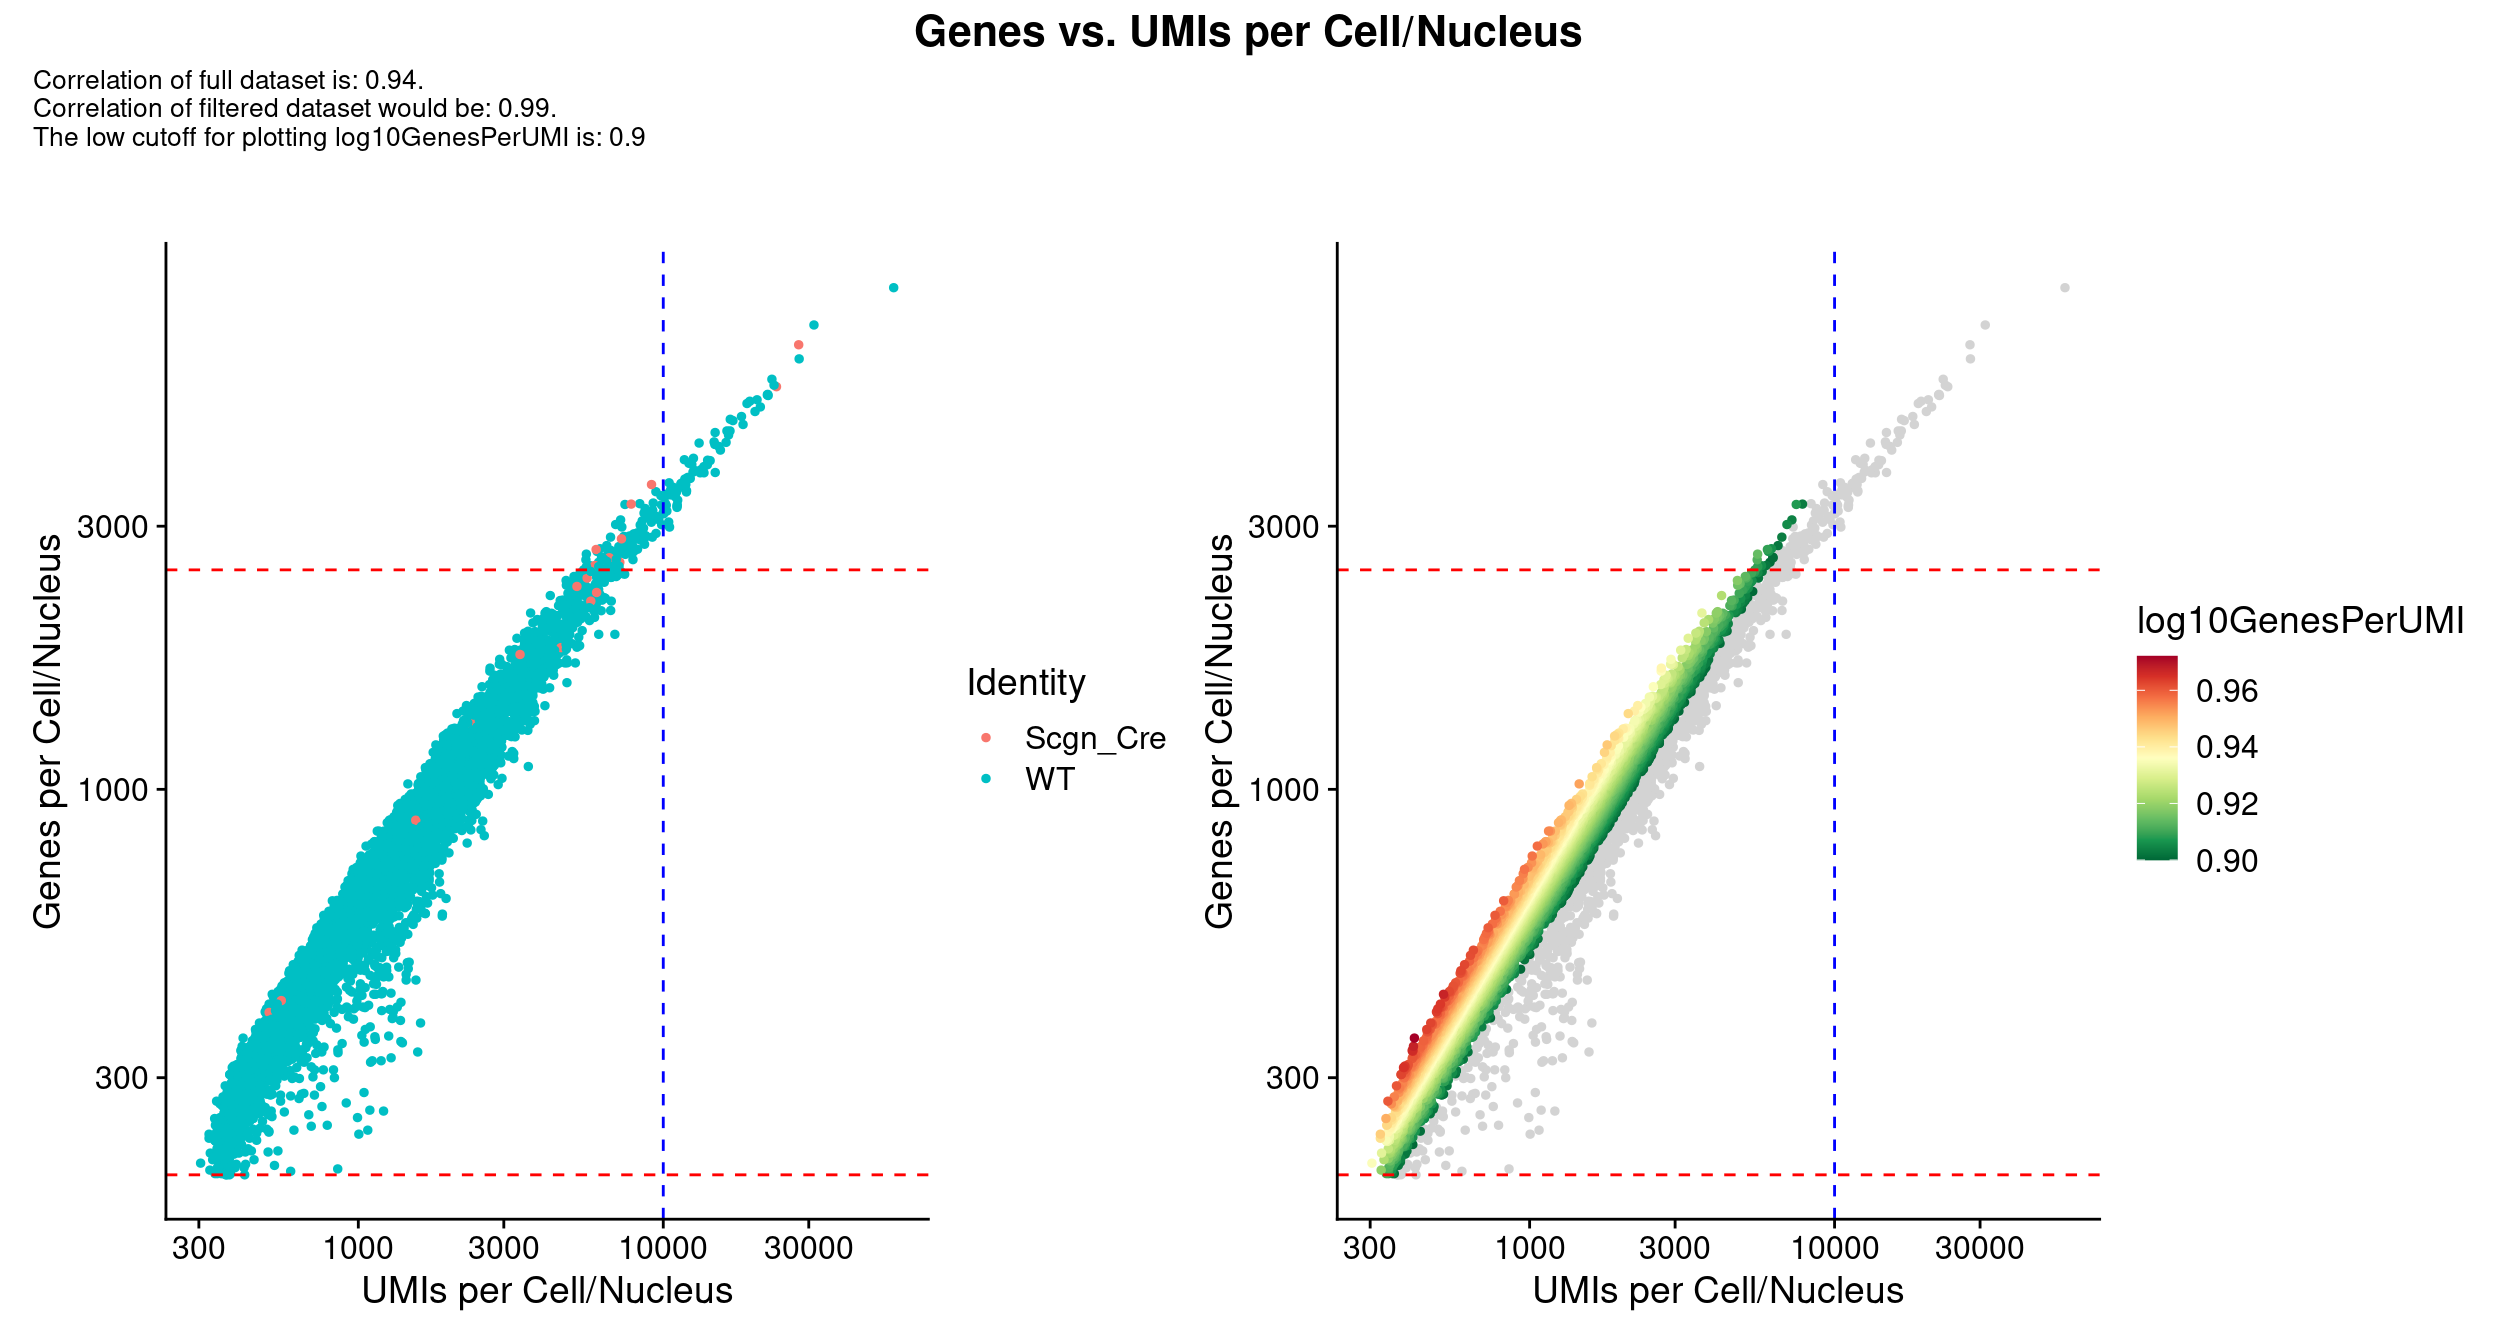 Genes vs. UMIs per Cell/Nucleus
Correlation of full dataset is: 0.94.
Correlation of filtered dataset would be: 0.99.
The low cutoff for plotting log10GenesPerUMI is: 0.9
Genes per Cell/Nucleus
3000
1000
300
300
1000
3000
10000
30000
UMIs per Cell/Nucleus
Identity
Scgn_Cre
WT
Genes per Cell/Nucleus
3000
1000
300
300
1000
3000
10000
30000
UMIs per Cell/Nucleus
log10GenesPerUMI
0.96
0.94
0.92
0.90